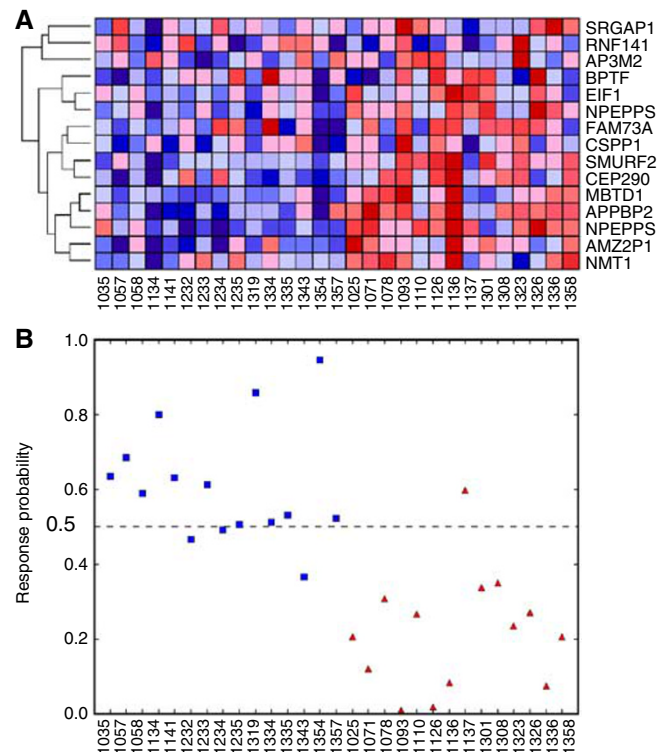 A
SRGAP1
RNF141
AP3M2
BPTF
EIF1
NPEPPS
FAM73A
CSPP1
SMURF2
CEP290
MBTD1
APPBP2
NPEPPS
AMZ2P1
NMT1
1035 1057 1058 1134 1141 1232 1233 1234 1235 1319 1334 1335 1343 1354 1357 1025 1071 1078 1093 1110 1126 1136 1137 1301 1308 1323 1326 1336 1358
B
Response probability
1.0
0.8
0.6
0.5
0.4
0.2
0.0
1035 1057 1058 1134 1141 1232 1233 1234 1235 1319 1334 1335 1343 1354 1357 1025 1071 1078 1093 1110 1126 1136 1137 1301 1308 1323 1326 1336 1358